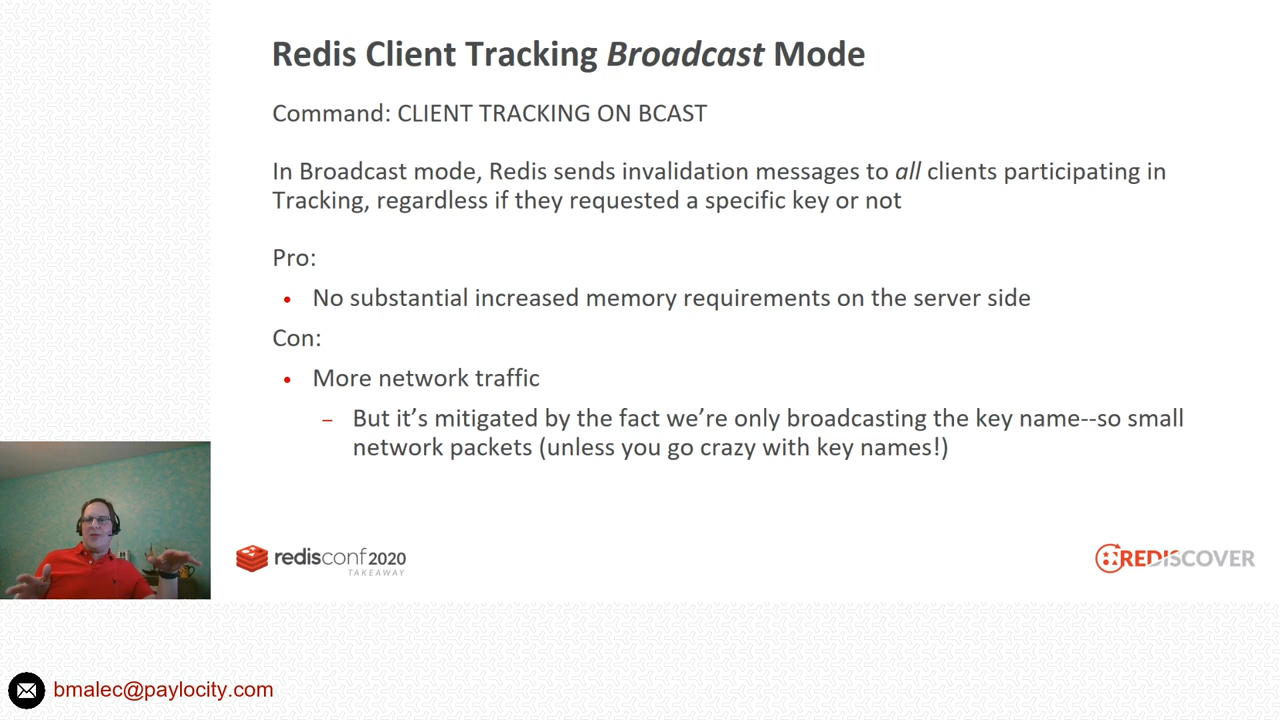 Redis Client Tracking Broadcast Mode
Command: CLIENT TRACKING ON BCAST
In Broadcast mode, Redis sends invalidation messages to all clients participating in
Tracking, regardless if they requested a specific key or not
Pro:
• No substantial increased memory requirements on the server side
Con:
• More network traffic
– But it’s mitigated by the fact we’re only broadcasting the key name--so small
network packets (unless you go crazy with key names!)
redisconf 2020
TAKEAWAY
REDISCOVER
bmalec@paylocity.com